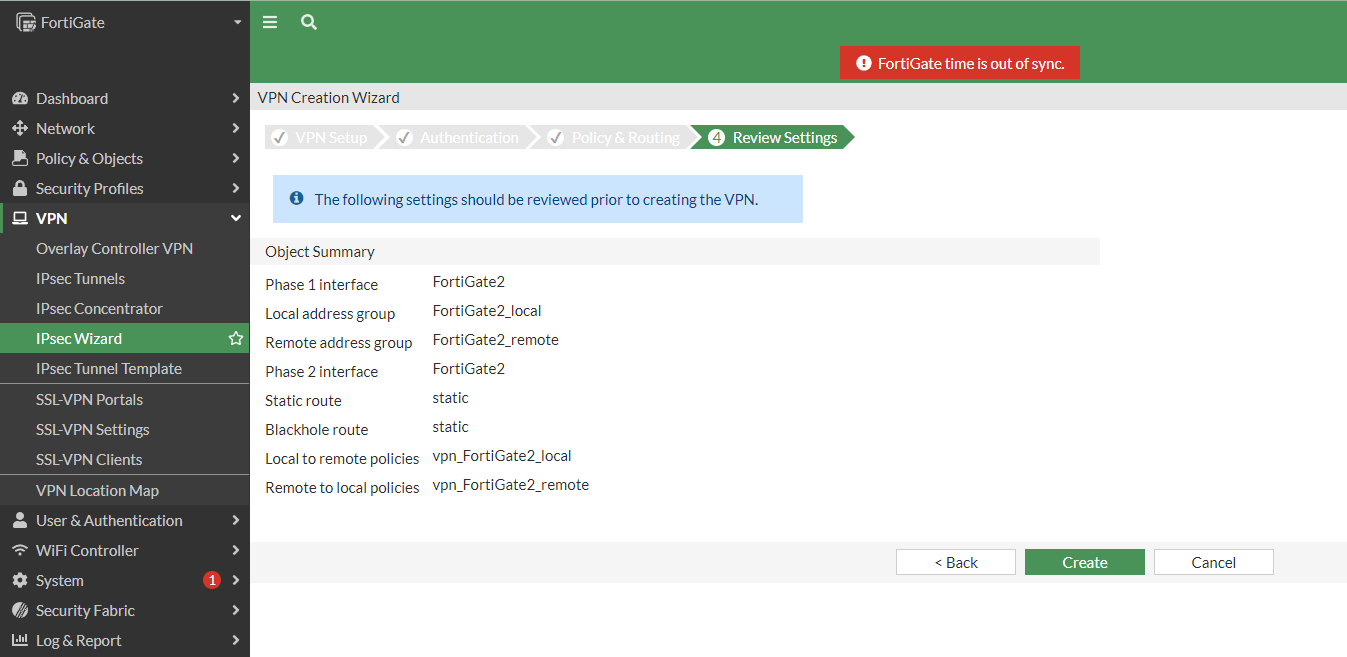 FortiGate
FortiGate time is out of sync.
Dashboard
Network
Policy & Objects
Security Profiles
VPN
Overlay Controller VPN
IPsec Tunnels
IPsec Concentrator
IPsec Wizard
IPsec Tunnel Template
SSL-VPN Portals
SSL-VPN Settings
SSL-VPN Clients
VPN Location Map
User & Authentication
WiFi Controller
System 1
Security Fabric
Log & Report
VPN Creation Wizard
VPN Setup Authentication Policy & Routing 4 Review Settings
The following settings should be reviewed prior to creating the VPN.
Object Summary
Phase 1 interface FortiGate2
Local address group FortiGate2_local
Remote address group FortiGate2_remote
Phase 2 interface FortiGate2
Static route static
Blackhole route static
Local to remote policies vpn_FortiGate2_local
Remote to local policies vpn_FortiGate2_remote
< Back Create Cancel